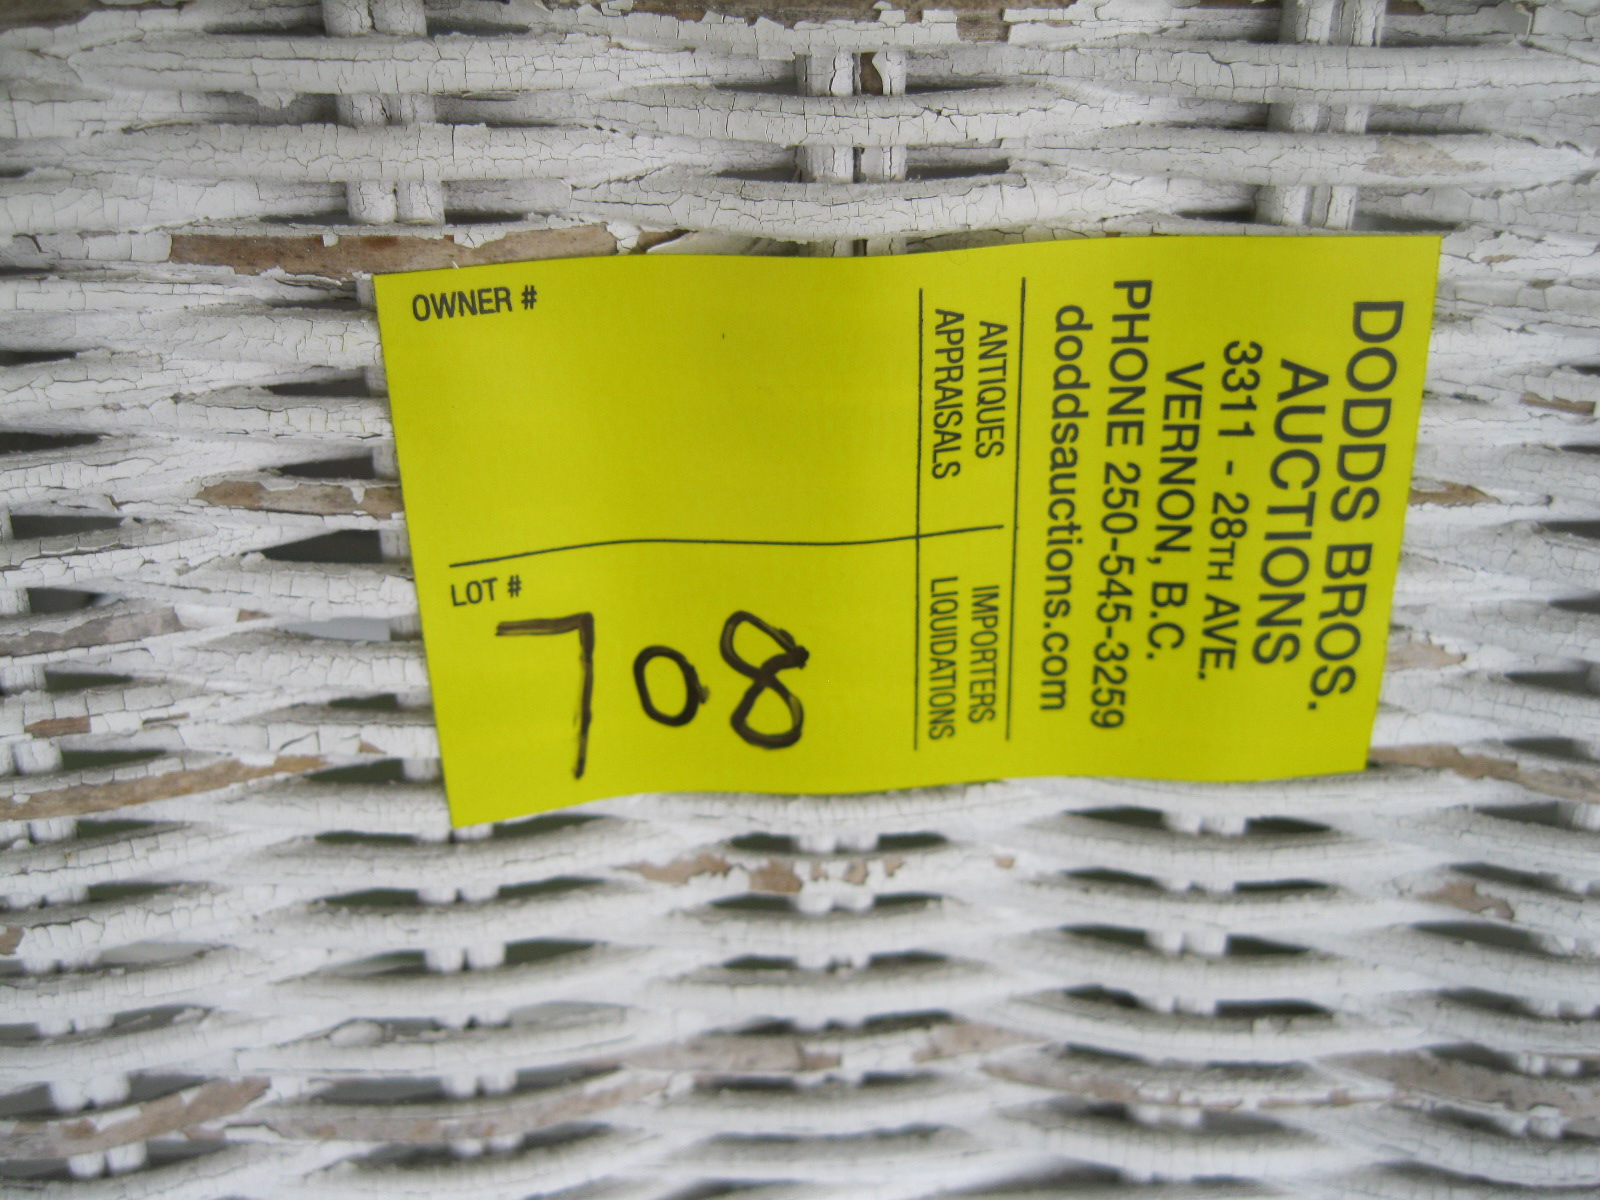 DODDS BROS.
AUCTIONS
3311 - 28TH AVE.
VERNON, B.C.
PHONE 250-545-3259
doddsauctions.com
ANTIQUES
APPRAISALS
IMPORTERS
LIQUIDATIONS
OWNER #
LOT #
708